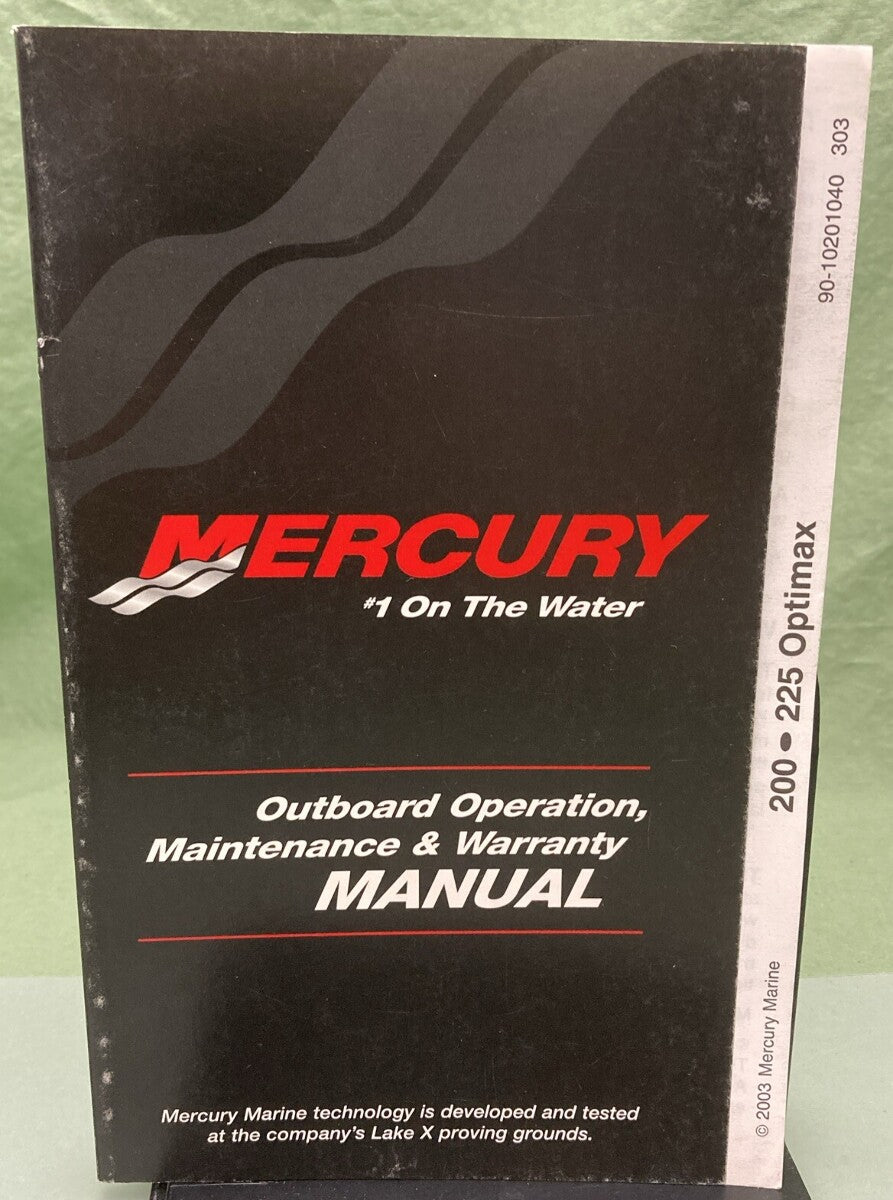 MERCURY
#1 On The Water
Outboard Operation,
Maintenance & Warranty
MANUAL
Mercury Marine technology is developed and tested
at the company's Lake X proving grounds.
90-10201040 303
200 • 225 Optimax
© 2003 Mercury Marine